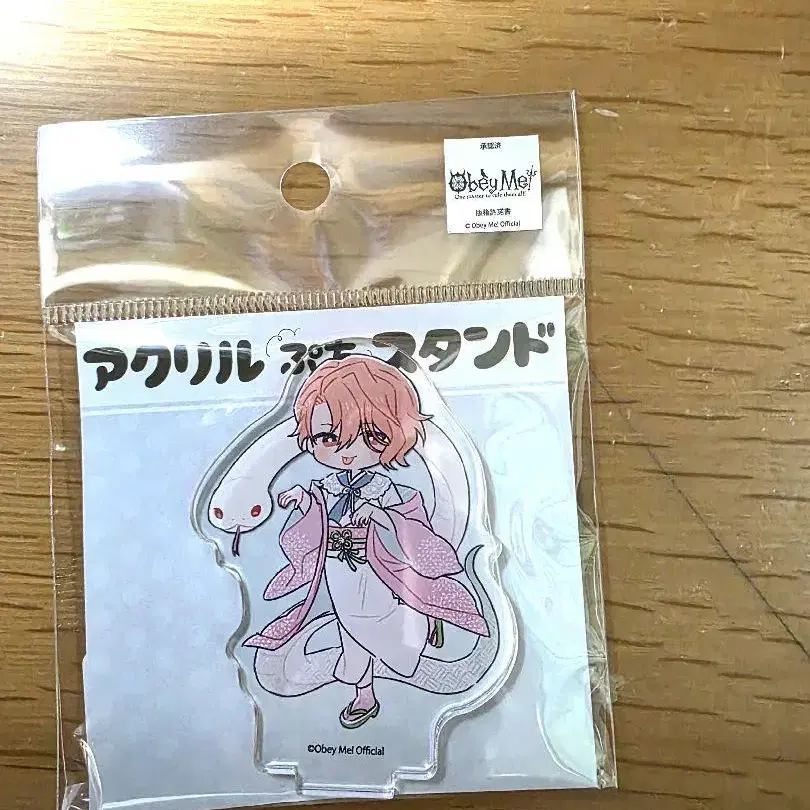 承認済
Obey Me!
One master to rule them all!
版権許諾書
© Obey Me! Official
アクリル ぷち スタンド
©Obey Me! Official